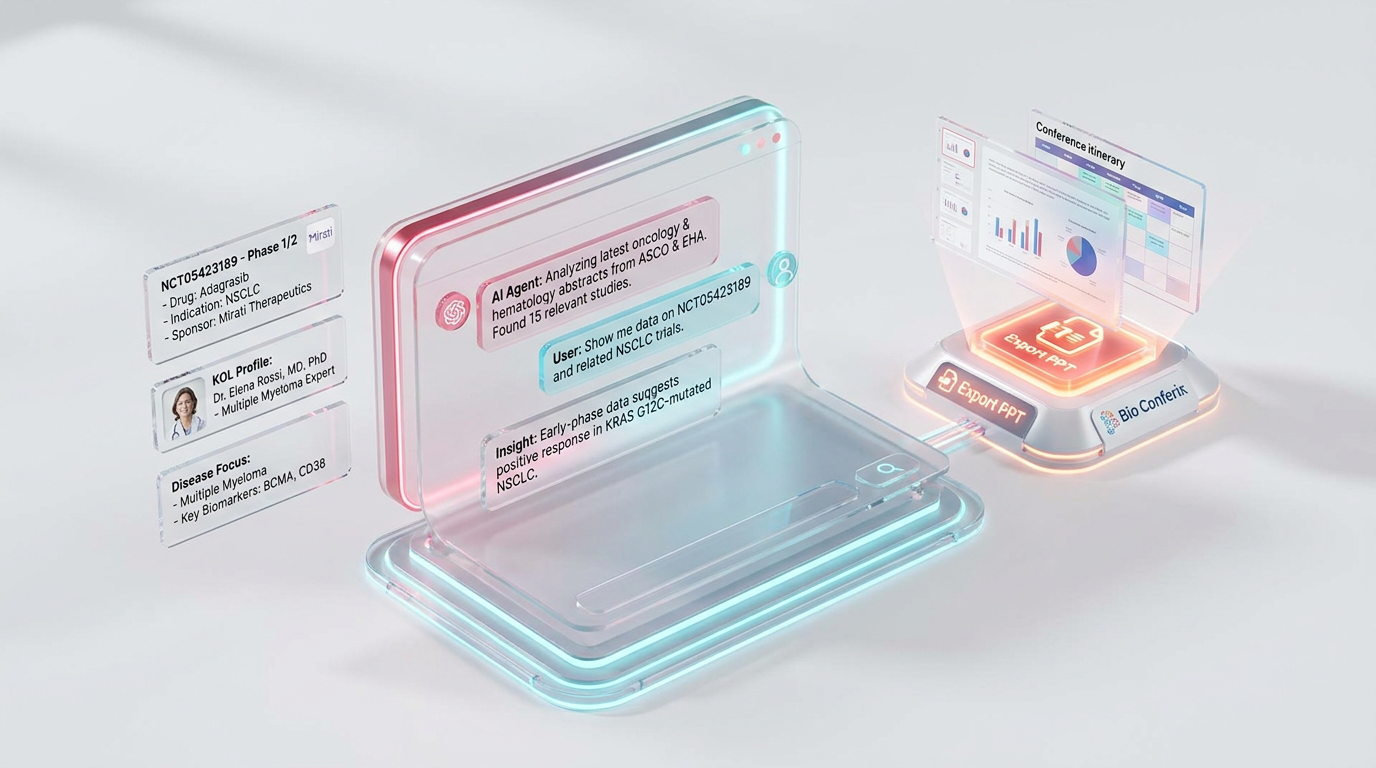 NCT05423189 - Phase 1/2
Mirati
- Drug: Adagrasib
- Indication: NSCLC
- Sponsor: Mirati Therapeutics
KOL Profile:
Dr. Elena Rossi, MD, PhD
- Multiple Myeloma Expert
Disease Focus:
- Multiple Myeloma
- Key Biomarkers: BCMA, CD38
AI Agent: Analyzing latest oncology &
hematology abstracts from ASCO & EHA.
Found 15 relevant studies.
User: Show me data on NCT05423189
and related NSCLC trials.
Insight: Early-phase data suggests
positive response in KRAS G12C-mutated
NSCLC.
Conference itinerary
Export PPT
Export PPT
Bio Conferix